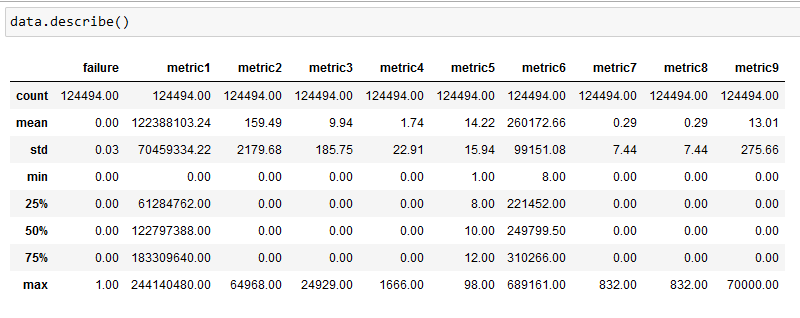 data.describe()
failure metric1 metric2 metric3 metric4 metric5 metric6 metric7 metric8 metric9
count 124494.00 124494.00 124494.00 124494.00 124494.00 124494.00 124494.00 124494.00 124494.00 124494.00
mean 0.00 122388103.24 159.49 9.94 1.74 14.22 260172.66 0.29 0.29 13.01
std 0.03 70459334.22 2179.68 185.75 22.91 15.94 99151.08 7.44 7.44 275.66
min 0.00 0.00 0.00 0.00 0.00 1.00 8.00 0.00 0.00 0.00
25% 0.00 61284762.00 0.00 0.00 0.00 8.00 221452.00 0.00 0.00 0.00
50% 0.00 122797388.00 0.00 0.00 0.00 10.00 249799.50 0.00 0.00 0.00
75% 0.00 183309640.00 0.00 0.00 0.00 12.00 310266.00 0.00 0.00 0.00
max 1.00 244140480.00 64968.00 24929.00 1666.00 98.00 689161.00 832.00 832.00 70000.00